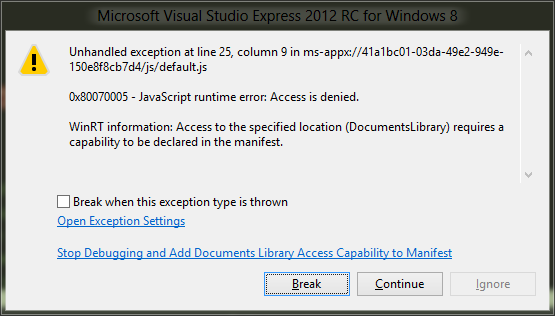 Microsoft Visual Studio Express 2012 RC for Windows 8
Unhandled exception at line 25, column 9 in ms-appx://41a1bc01-03da-49e2-949e-
150e8f8cb7d4/js/default.js
0x80070005 - JavaScript runtime error: Access is denied.
WinRT information: Access to the specified location (DocumentsLibrary) requires a
capability to be declared in the manifest.
Break when this exception type is thrown
Open Exception Settings
Stop Debugging and Add Documents Library Access Capability to Manifest
Break Continue Ignore